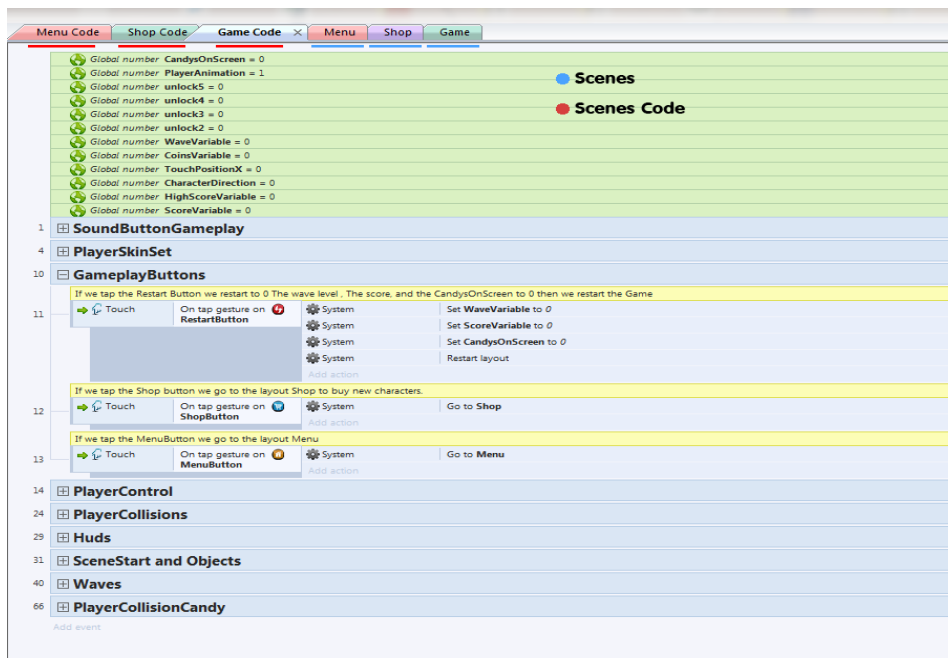 Menu Code Shop Code Game Code × Menu Shop Game
Global number CandysOnScreen = 0
Global number PlayerAnimation = 1
Global number unlock5 = 0
Global number unlock4 = 0
Global number unlock3 = 0
Global number unlock2 = 0
Global number WaveVariable = 0
Global number CoinsVariable = 0
Global number TouchPositionX = 0
Global number CharacterDirection = 0
Global number HighScoreVariable = 0
Global number ScoreVariable = 0
Scenes
Scenes Code
1 SoundButtonGameplay
4 PlayerSkinSet
10 GameplayButtons
If we tap the Restart Button we restart to 0 The wave level , The score, and the CandysOnScreen to 0 then we restart the Game
11 Touch On tap gesture on RestartButton System Set WaveVariable to 0
System Set ScoreVariable to 0
System Set CandysOnScreen to 0
System Restart layout
Add action
If we tap the Shop button we go to the layout Shop to buy new characters.
12 Touch On tap gesture on ShopButton System Go to Shop
Add action
If we tap the MenuButton we go to the layout Menu
13 Touch On tap gesture on MenuButton System Go to Menu
Add action
14 PlayerControl
24 PlayerCollisions
29 Huds
31 SceneStart and Objects
40 Waves
66 PlayerCollisionCandy
Add event